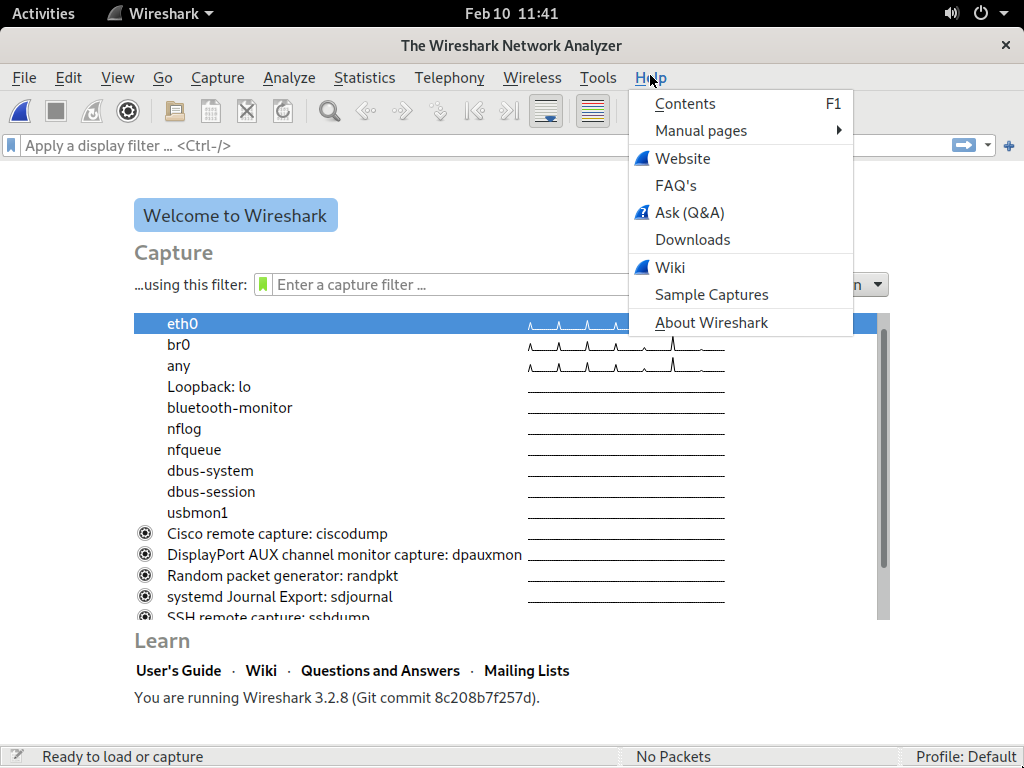 Activities Wireshark Feb 10 11:41
The Wireshark Network Analyzer
File Edit View Go Capture Analyze Statistics Telephony Wireless Tools Help
Contents F1
Manual pages
Website
FAQ's
Ask (Q&A)
Downloads
Wiki
Sample Captures
About Wireshark
Apply a display filter … <Ctrl-/>
Welcome to Wireshark
Capture
…using this filter: Enter a capture filter …
eth0
br0
any
Loopback: lo
bluetooth-monitor
nflog
nfqueue
dbus-system
dbus-session
usbmon1
Cisco remote capture: ciscodump
DisplayPort AUX channel monitor capture: dpauxmon
Random packet generator: randpkt
systemd Journal Export: sdjournal
SSH remote capture: sshdump
Learn
User's Guide · Wiki · Questions and Answers · Mailing Lists
You are running Wireshark 3.2.8 (Git commit 8c208b7f257d).
Ready to load or capture No Packets Profile: Default